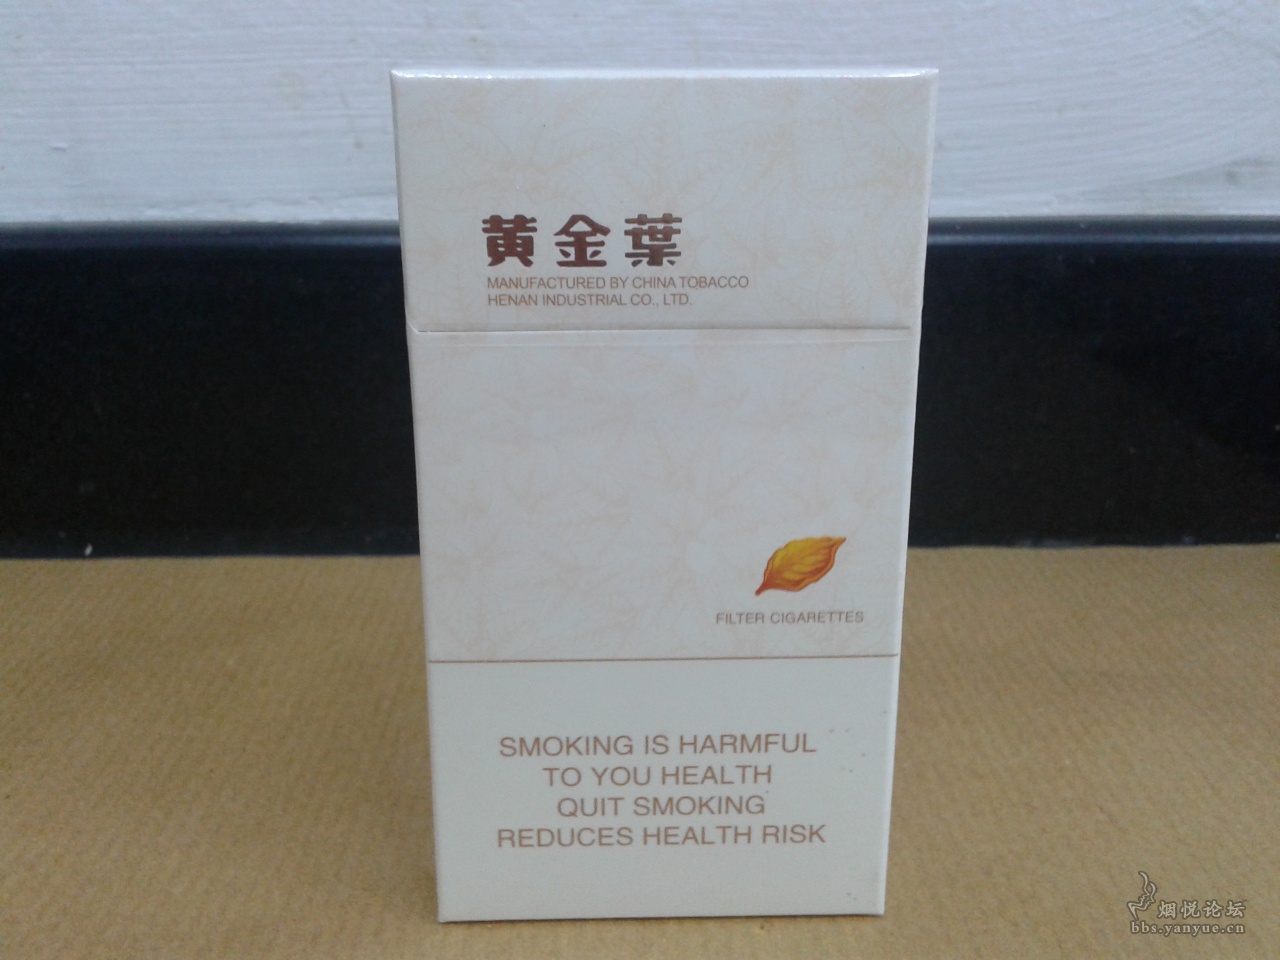 黄金葉
MANUFACTURED BY CHINA TOBACCO
HENAN INDUSTRIAL CO., LTD.
FILTER CIGARETTES
SMOKING IS HARMFUL
TO YOU HEALTH
QUIT SMOKING
REDUCES HEALTH RISK
烟悦论坛
bbs.yanyue.cn